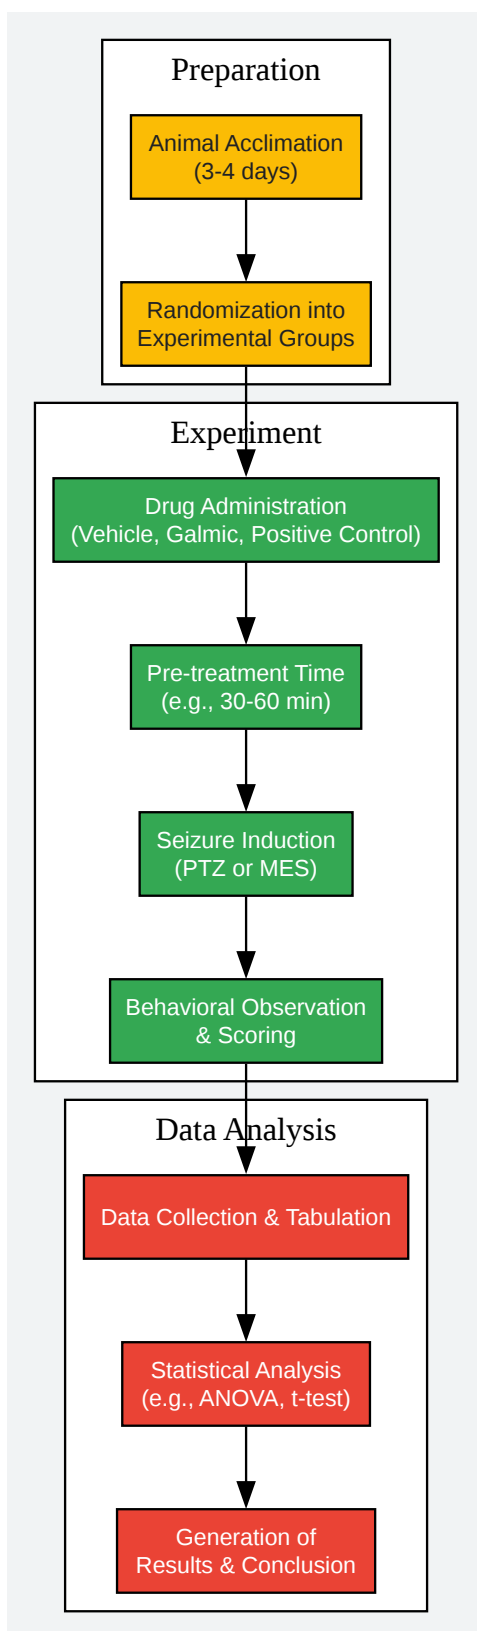 Preparation
Animal Acclimation
(3-4 days)
Randomization into
Experimental Groups
Experiment
Drug Administration
(Vehicle, Galmic, Positive Control)
Pre-treatment Time
(e.g., 30-60 min)
Seizure Induction
(PTZ or MES)
Behavioral Observation
& Scoring
Data Analysis
Data Collection & Tabulation
Statistical Analysis
(e.g., ANOVA, t-test)
Generation of
Results & Conclusion